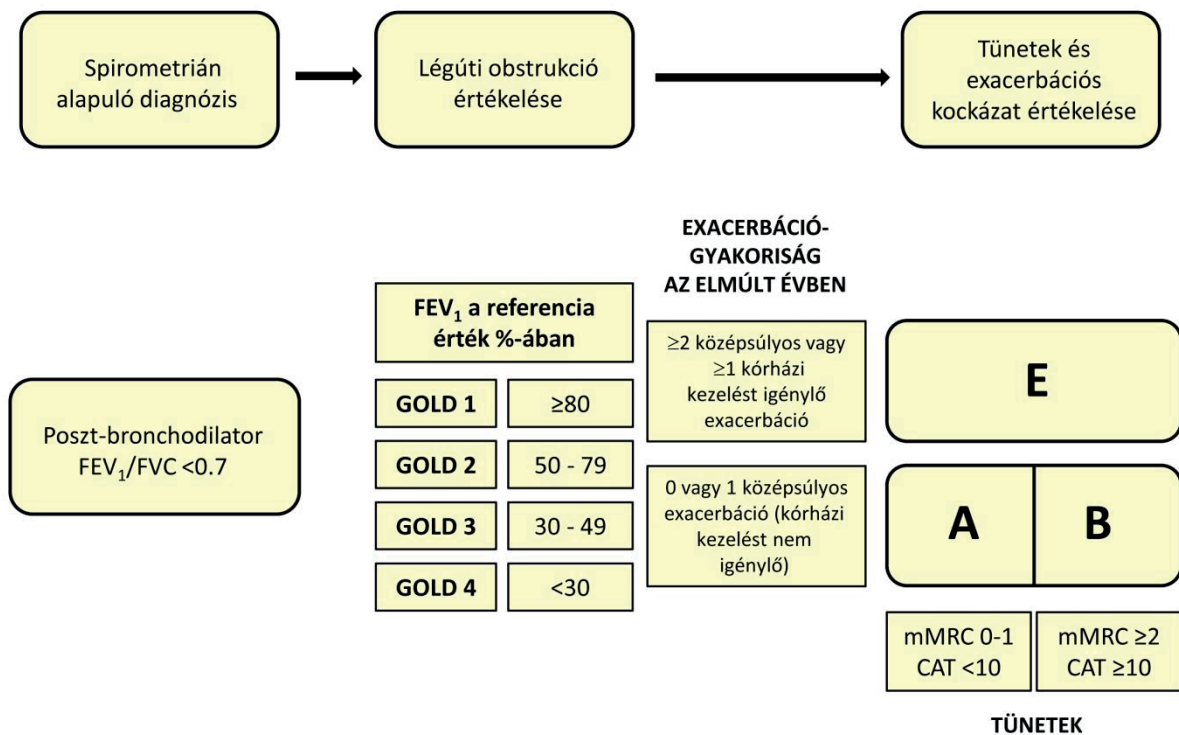 Spirometrián
alapuló diagnózis
Légúti obstrukció
értékelése
Tünetek és
exacerbációs
kockázat értékelése
EXACERBÁCIÓ-
GYAKORISÁG
AZ ELMÚLT ÉVBEN
FEV₁ a referencia
érték %-ában
≥2 középsúlyos vagy
≥1 kórházi
kezelést igénylő
exacerbáció
E
GOLD 1 ≥80
Poszt-bronchodilator
FEV₁/FVC <0.7
GOLD 2 50 - 79
GOLD 3 30 - 49
GOLD 4 <30
0 vagy 1 középsúlyos
exacerbáció (kórházi
kezelést nem
igénylő)
A B
mMRC 0-1
CAT <10
mMRC ≥2
CAT ≥10
TÜNETEK